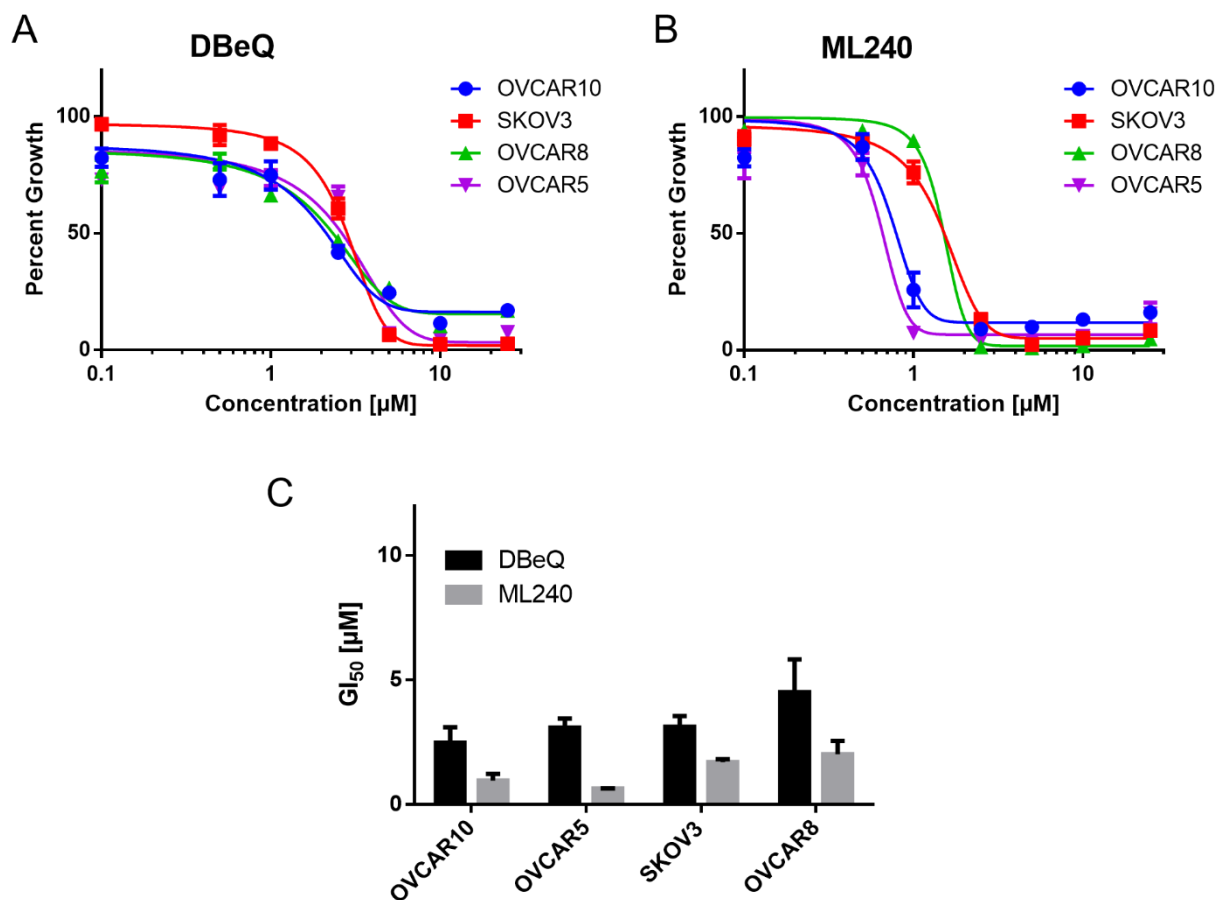 A
DBeQ
Percent Growth
100
50
0
0.1
1
10
Concentration [µM]
OVCAR10
SKOV3
OVCAR8
OVCAR5
B
ML240
Percent Growth
100
50
0
0.1
1
10
Concentration [µM]
OVCAR10
SKOV3
OVCAR8
OVCAR5
C
GI50 [µM]
10
5
0
DBeQ
ML240
OVCAR10
OVCAR5
SKOV3
OVCAR8